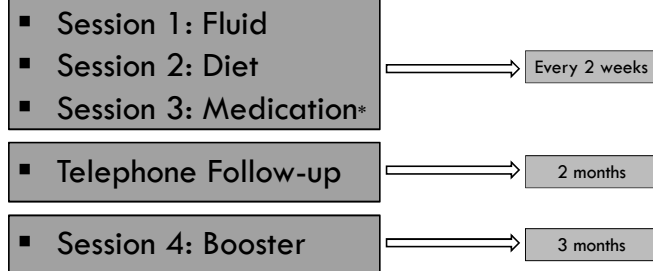 ▪ Session 1: Fluid
▪ Session 2: Diet
▪ Session 3: Medication*
Every 2 weeks
▪ Telephone Follow-up
2 months
▪ Session 4: Booster
3 months